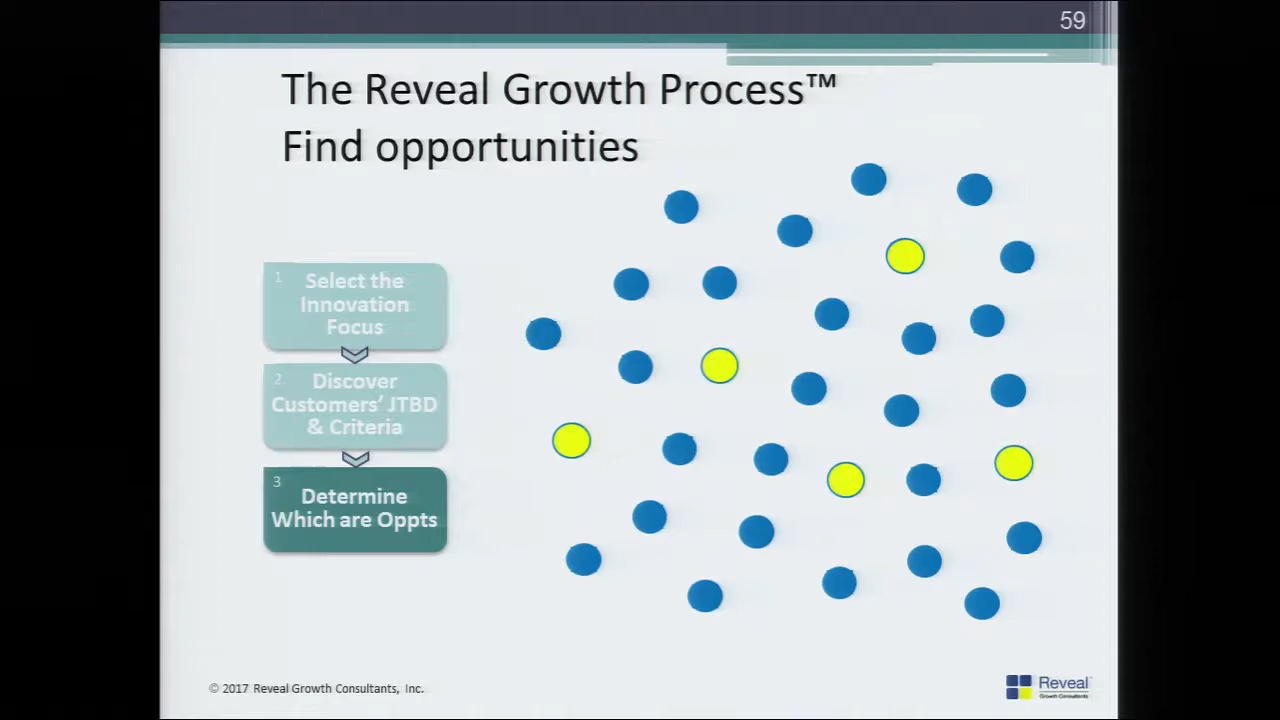 59
The Reveal Growth Process™
Find opportunities
1
Select the
Innovation
Focus
2
Discover
Customers' JTBD
& Criteria
3
Determine
Which are Oppts
© 2017 Reveal Growth Consultants, Inc.
Reveal
Growth Consultants